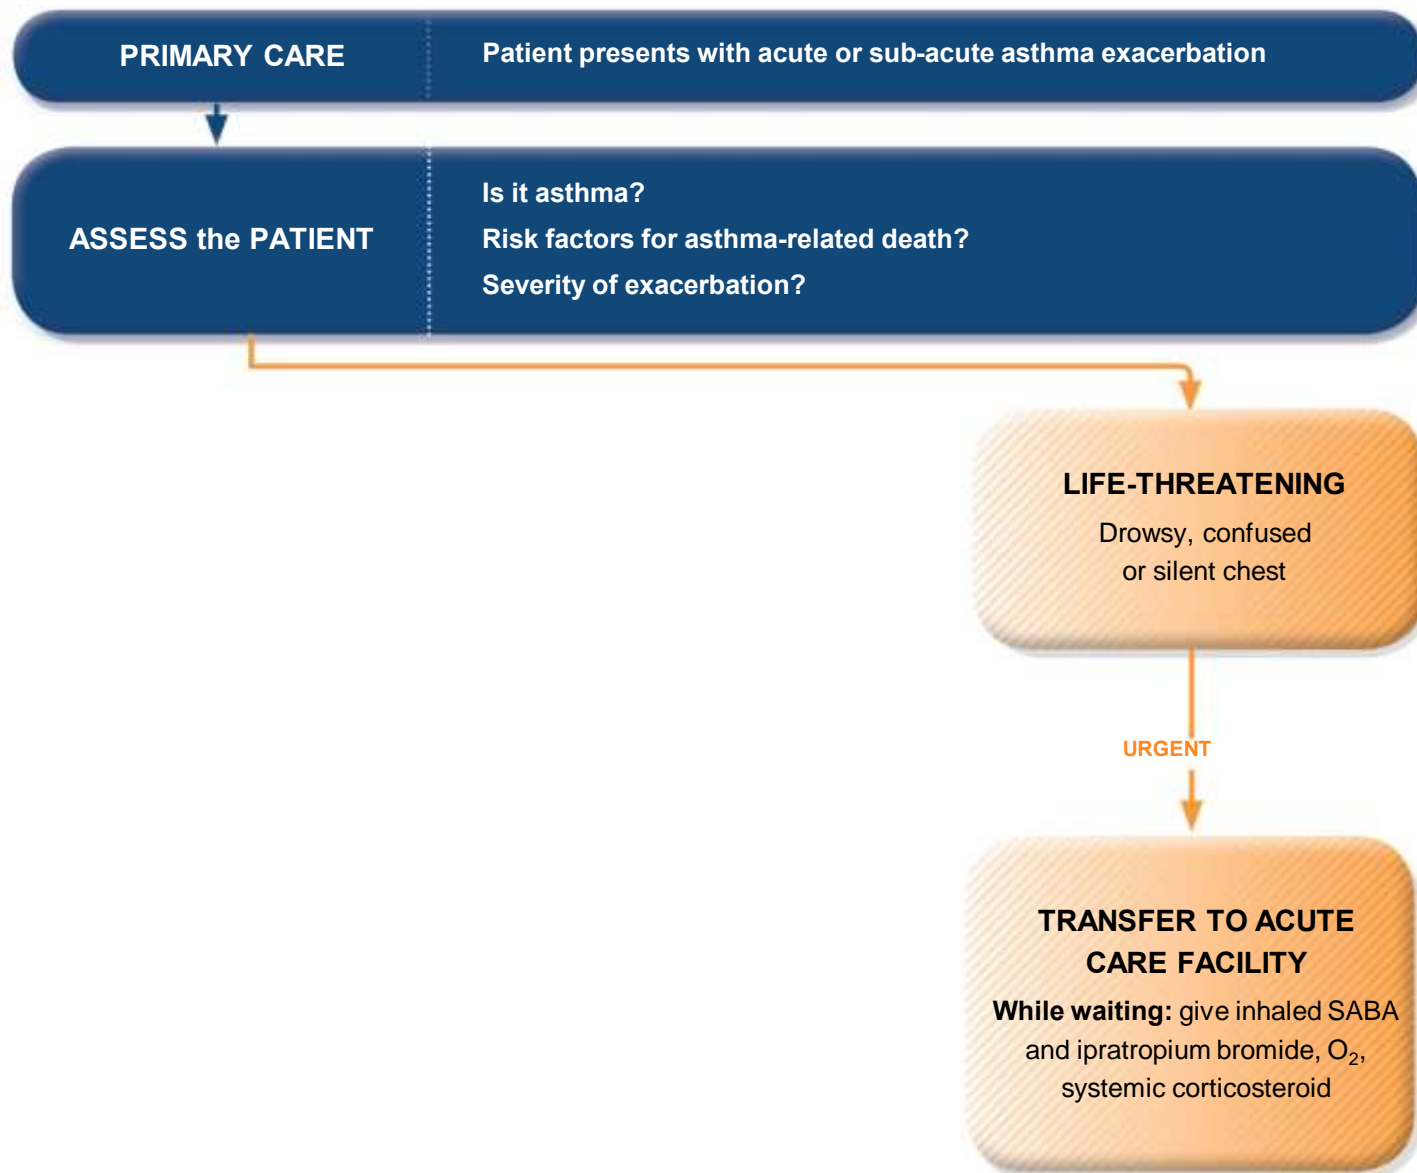 PRIMARY CARE
Patient presents with acute or sub-acute asthma exacerbation
ASSESS the PATIENT
Is it asthma?
Risk factors for asthma-related death?
Severity of exacerbation?
LIFE-THREATENING
Drowsy, confused
or silent chest
URGENT
TRANSFER TO ACUTE
CARE FACILITY
While waiting: give inhaled SABA
and ipratropium bromide, O₂,
systemic corticosteroid